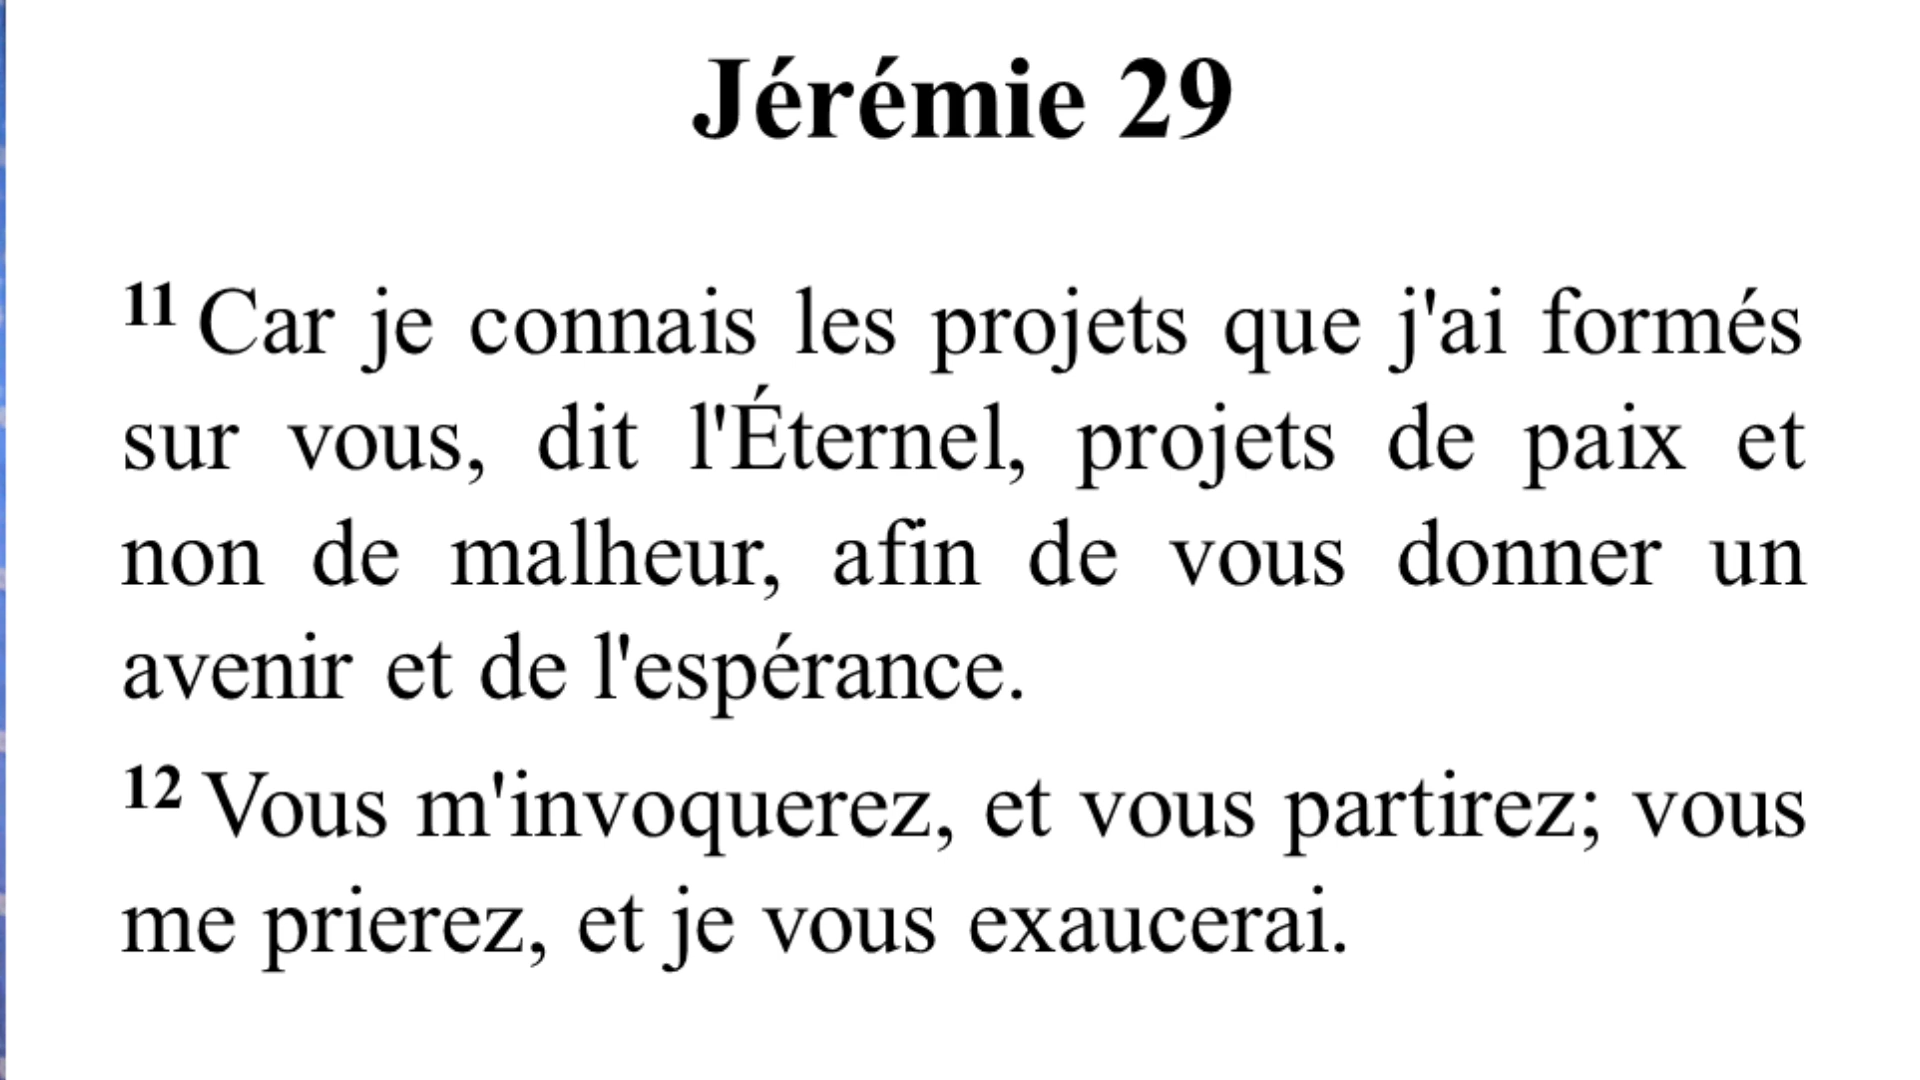 Jérémie 29
11 Car je connais les projets que j'ai formés
sur vous, dit l'Éternel, projets de paix et
non de malheur, afin de vous donner un
avenir et de l'espérance.
12 Vous m'invoquerez, et vous partirez; vous
me prierez, et je vous exaucerai.